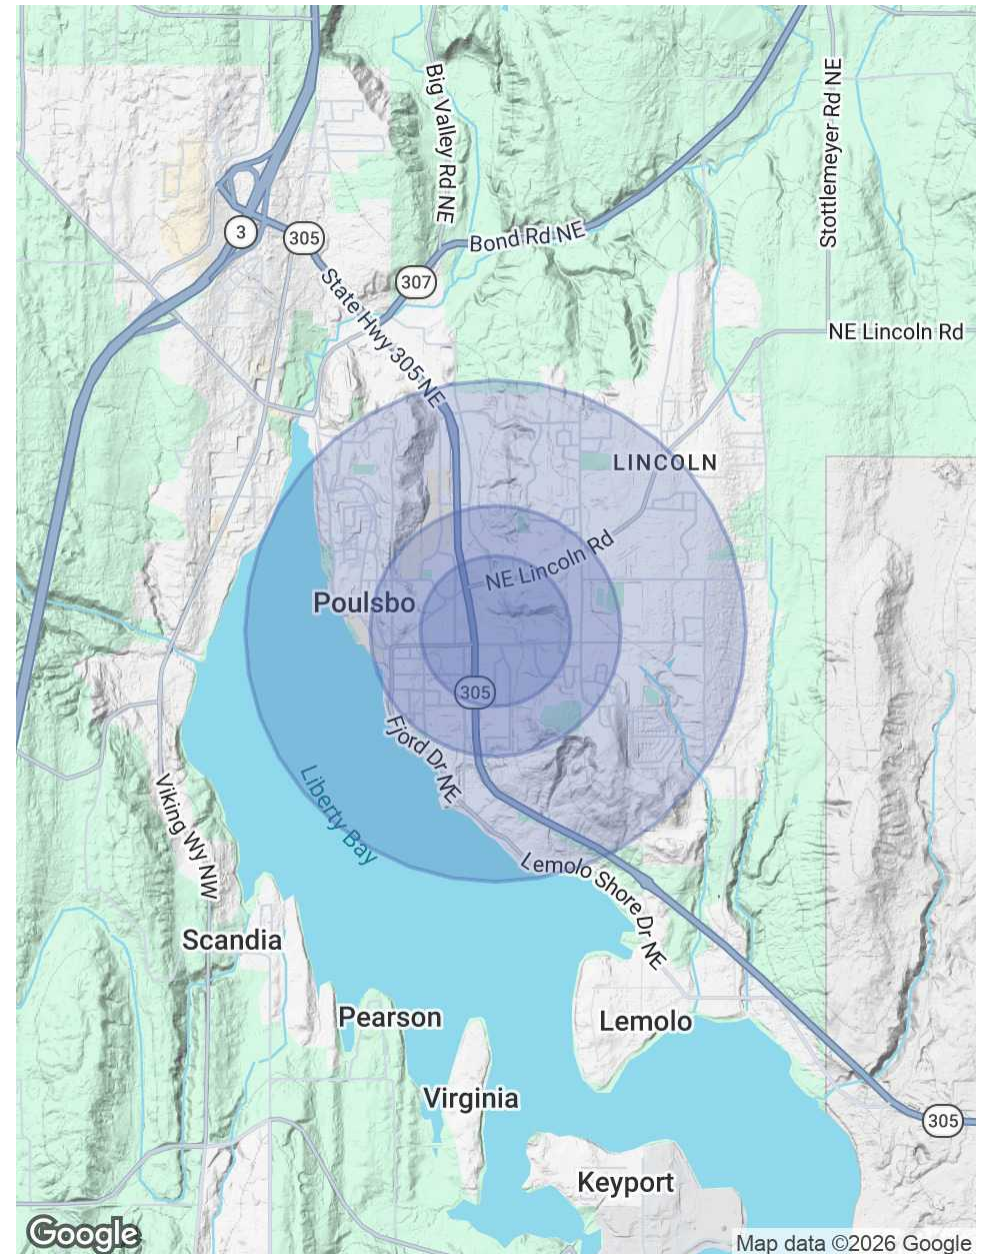 Big Valley Rd NE
Stottlemeyer Rd NE
3
305
Bond Rd NE
307
State Hwy 305 NE
NE Lincoln Rd
LINCOLN
NE Lincoln Rd
Poulsbo
305
Fjord Dr NE
Liberty Bay
Viking Wy NW
Lemolo Shore Dr NE
Scandia
Pearson
Lemolo
Virginia
305
Keyport
Google
Map data ©2026 Google